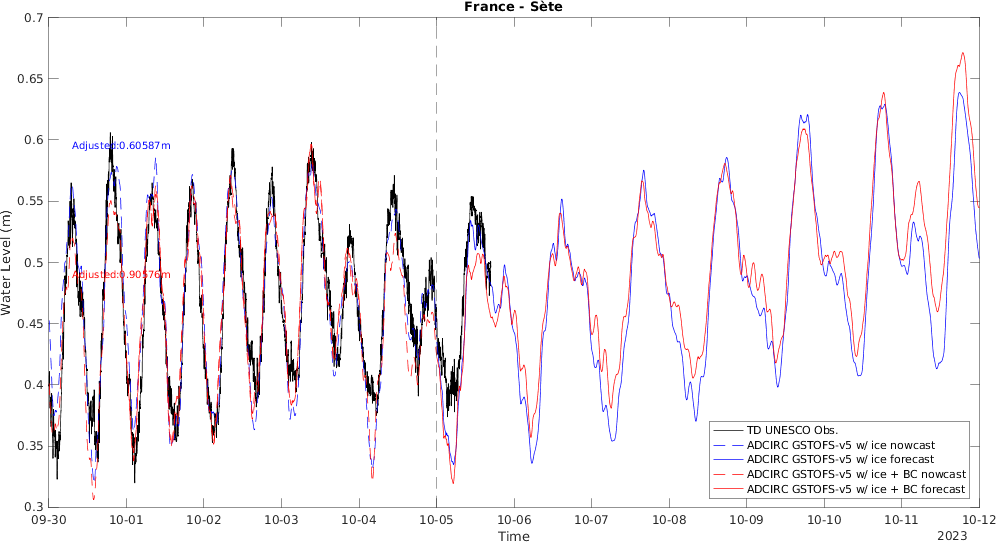 France - Sète
0.7
0.65
0.6
0.55
0.5
0.45
0.4
0.35
0.3
Water Level (m)
Adjusted:0.60587m
Adjusted:0.90576m
TD UNESCO Obs.
ADCIRC GSTOFS-v5 w/ ice nowcast
ADCIRC GSTOFS-v5 w/ ice forecast
ADCIRC GSTOFS-v5 w/ ice + BC nowcast
ADCIRC GSTOFS-v5 w/ ice + BC forecast
09-30 10-01 10-02 10-03 10-04 10-05 10-06 10-07 10-08 10-09 10-10 10-11 10-12
Time
2023